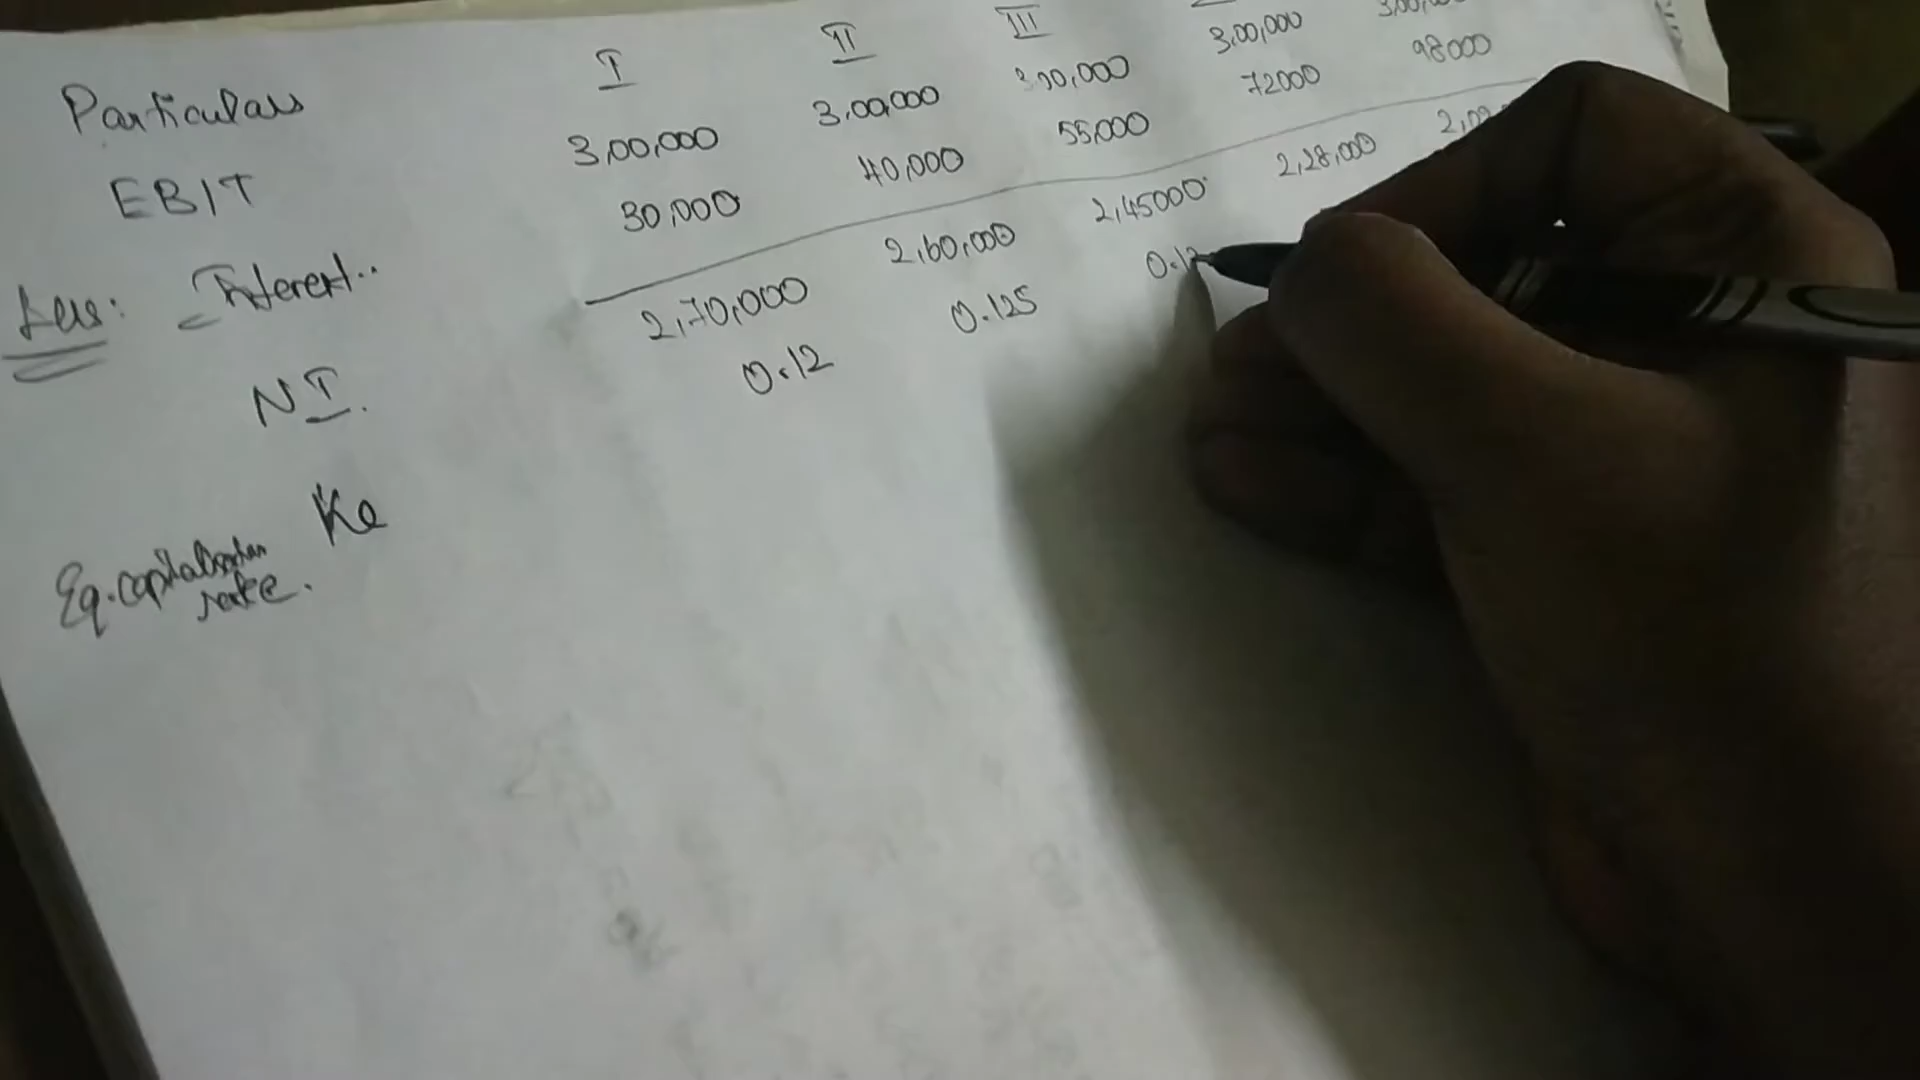 Particulars I II III
EBIT 3,00,000 3,00,000 3,00,000 3,00,000
Less: Interest.. 30,000 40,000 55,000 72000 98000
NI. 2,70,000 2,60,000 2,45000 2,28,000
Ke 0.12 0.125
Eq. capitalisation
rate.